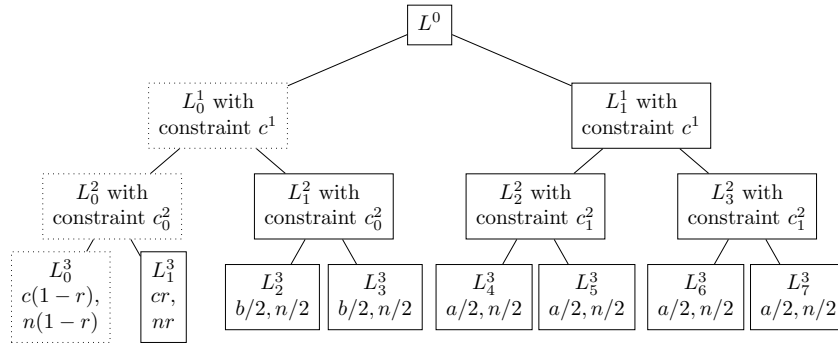 L^0
L_0^1 with
constraint c^1
L_1^1 with
constraint c^1
L_0^2 with
constraint c_0^2
L_1^2 with
constraint c_0^2
L_2^2 with
constraint c_1^2
L_3^2 with
constraint c_1^2
L_0^3
c(1 − r),
n(1 − r)
L_1^3
cr,
nr
L_2^3
b/2, n/2
L_3^3
b/2, n/2
L_4^3
a/2, n/2
L_5^3
a/2, n/2
L_6^3
a/2, n/2
L_7^3
a/2, n/2